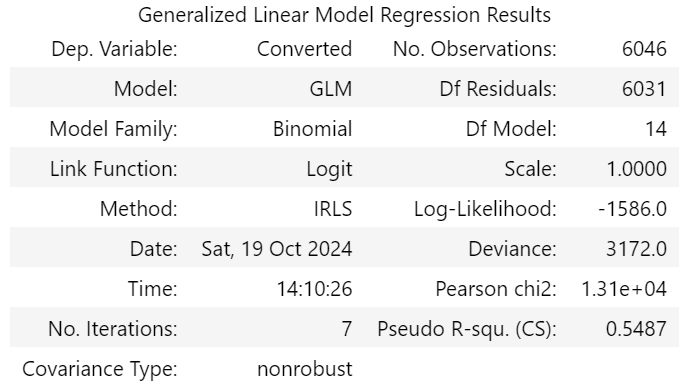 Generalized Linear Model Regression Results
Dep. Variable: Converted No. Observations: 6046
Model: GLM Df Residuals: 6031
Model Family: Binomial Df Model: 14
Link Function: Logit Scale: 1.0000
Method: IRLS Log-Likelihood: -1586.0
Date: Sat, 19 Oct 2024 Deviance: 3172.0
Time: 14:10:26 Pearson chi2: 1.31e+04
No. Iterations: 7 Pseudo R-squ. (CS): 0.5487
Covariance Type: nonrobust